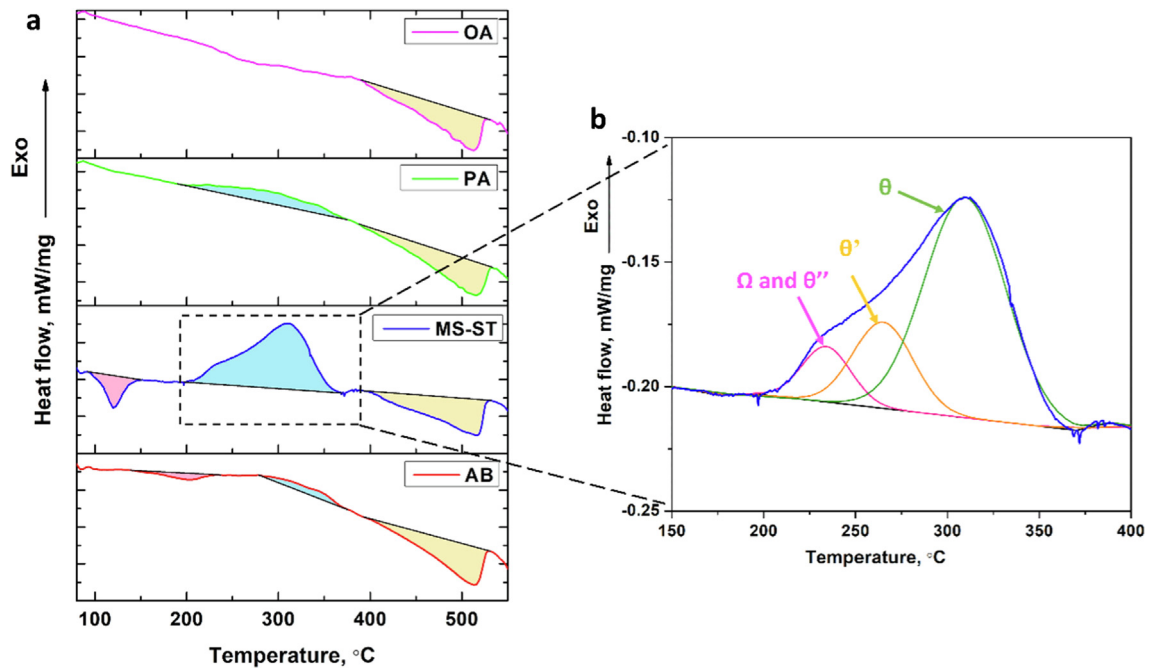 a
OA
PA
MS-ST
AB
Exo
Heat flow, mW/mg
100
200
300
400
500
Temperature, °C
b
-0.10
-0.15
-0.20
-0.25
Exo
Heat flow, mW/mg
θ
θ’
Ω and θ’’
150
200
250
300
350
400
Temperature, °C